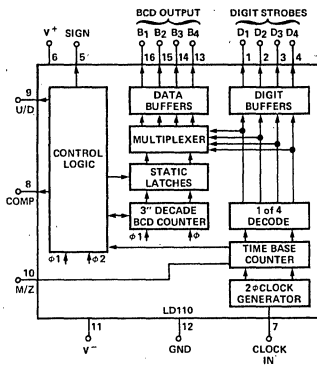 BCD OUTPUT DIGIT STROBES
V+ SIGN B1 B2 B3 B4 D1 D2 D3 D4
6 5 16 15 14 13 1 2 3 4
9
U/D
DATA
BUFFERS
DIGIT
BUFFERS
MULTIPLEXER
CONTROL
LOGIC
STATIC
LATCHES
8
COMP
3" DECADE
BCD COUNTER
1 of 4
DECODE
ϕ1 ϕ2 ϕ1 ϕ
TIME BASE
COUNTER
10
M/Z
2ϕCLOCK
GENERATOR
LD110
11 12 7
V− GND CLOCK
IN